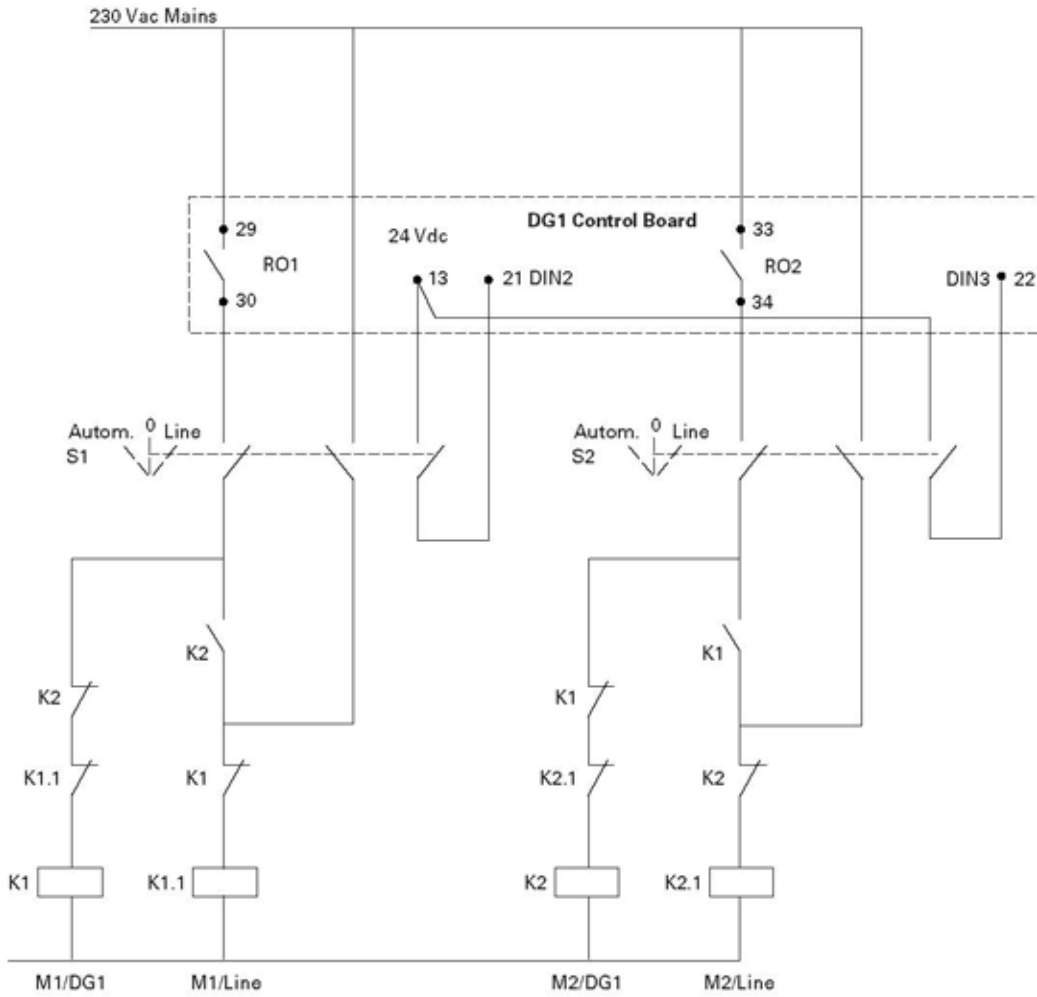 230 Vac Mains
DG1 Control Board
29
RO1
30
24 Vdc
13
21 DIN2
33
RO2
34
DIN3
22
Autom. 0 Line
S1
Autom. 0 Line
S2
K2
K1
K2
K1
K1.1
K1
K2.1
K2
K1
K1.1
K2
K2.1
M1/DG1
M1/Line
M2/DG1
M2/Line